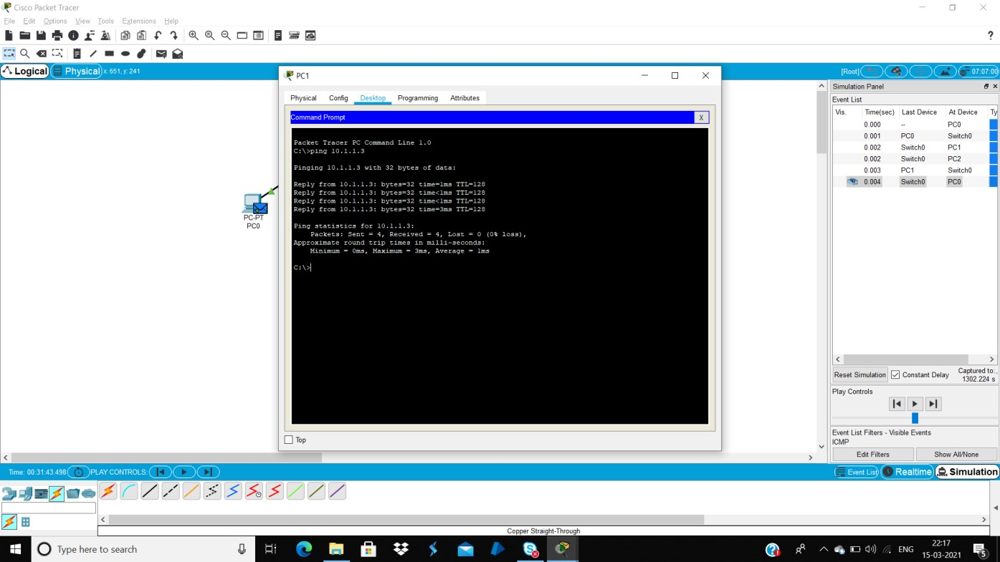 Cisco Packet Tracer
File Edit Options View Tools Extensions Help
?
Logical Physical x: 651, y: 241
[Root] 07:07:00
PC1
Physical Config Desktop Programming Attributes
Command Prompt X
Packet Tracer PC Command Line 1.0
C:\>ping 10.1.1.3
Pinging 10.1.1.3 with 32 bytes of data:
Reply from 10.1.1.3: bytes=32 time=1ms TTL=128
Reply from 10.1.1.3: bytes=32 time<1ms TTL=128
Reply from 10.1.1.3: bytes=32 time<1ms TTL=128
Reply from 10.1.1.3: bytes=32 time=3ms TTL=128
Ping statistics for 10.1.1.3:
Packets: Sent = 4, Received = 4, Lost = 0 (0% loss),
Approximate round trip times in milli-seconds:
Minimum = 0ms, Maximum = 3ms, Average = 1ms
C:\>
Top
PC-PT
PC0
Simulation Panel
Event List
Vis. Time(sec) Last Device At Device Ty
0.000 -- PC0
0.001 PC0 Switch0
0.002 Switch0 PC1
0.002 Switch0 PC2
0.003 PC1 Switch0
0.004 Switch0 PC0
Reset Simulation Constant Delay Captured to:
1302.224 s
Play Controls
Event List Filters - Visible Events
ICMP
Edit Filters Show All/None
Time: 00:31:43.498 PLAY CONTROLS: Event List Realtime Simulation
Copper Straight-Through
Type here to search
ENG
22:17
15-03-2021
5